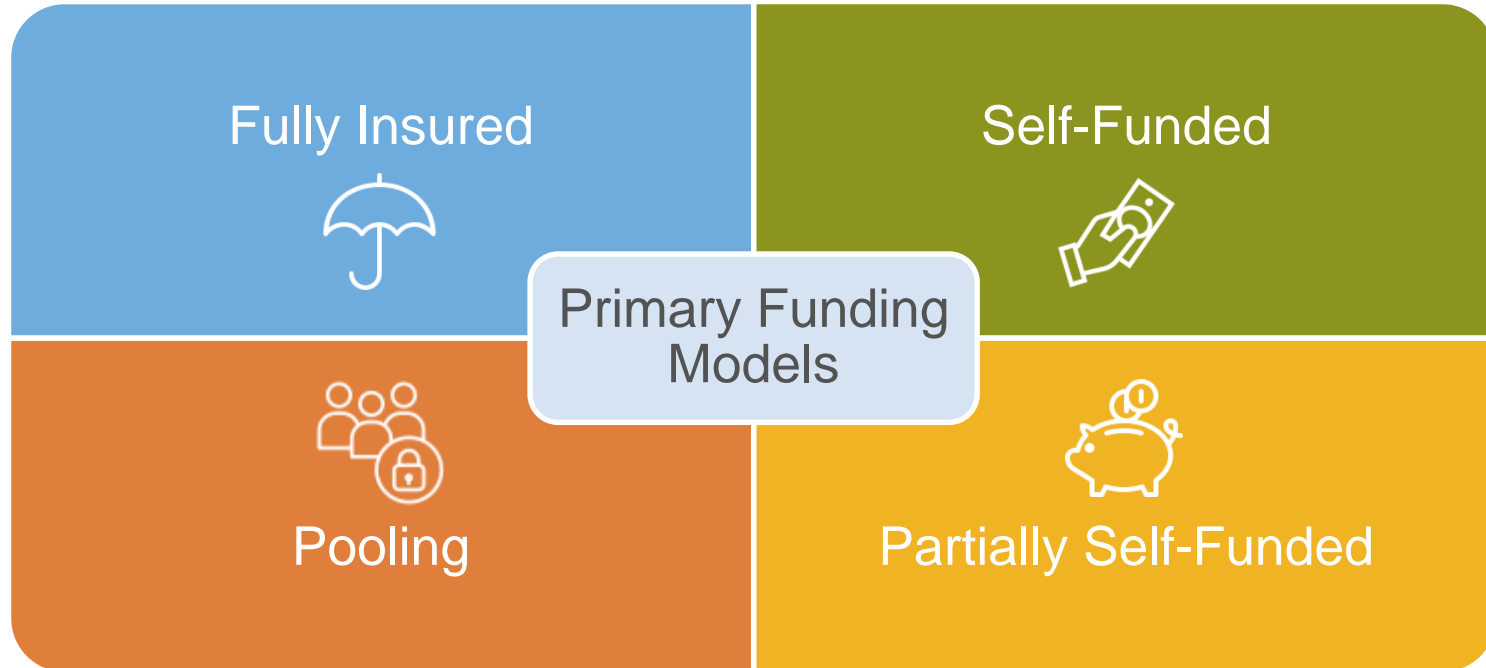 Fully Insured
Self-Funded
Primary Funding
Models
Pooling
Partially Self-Funded